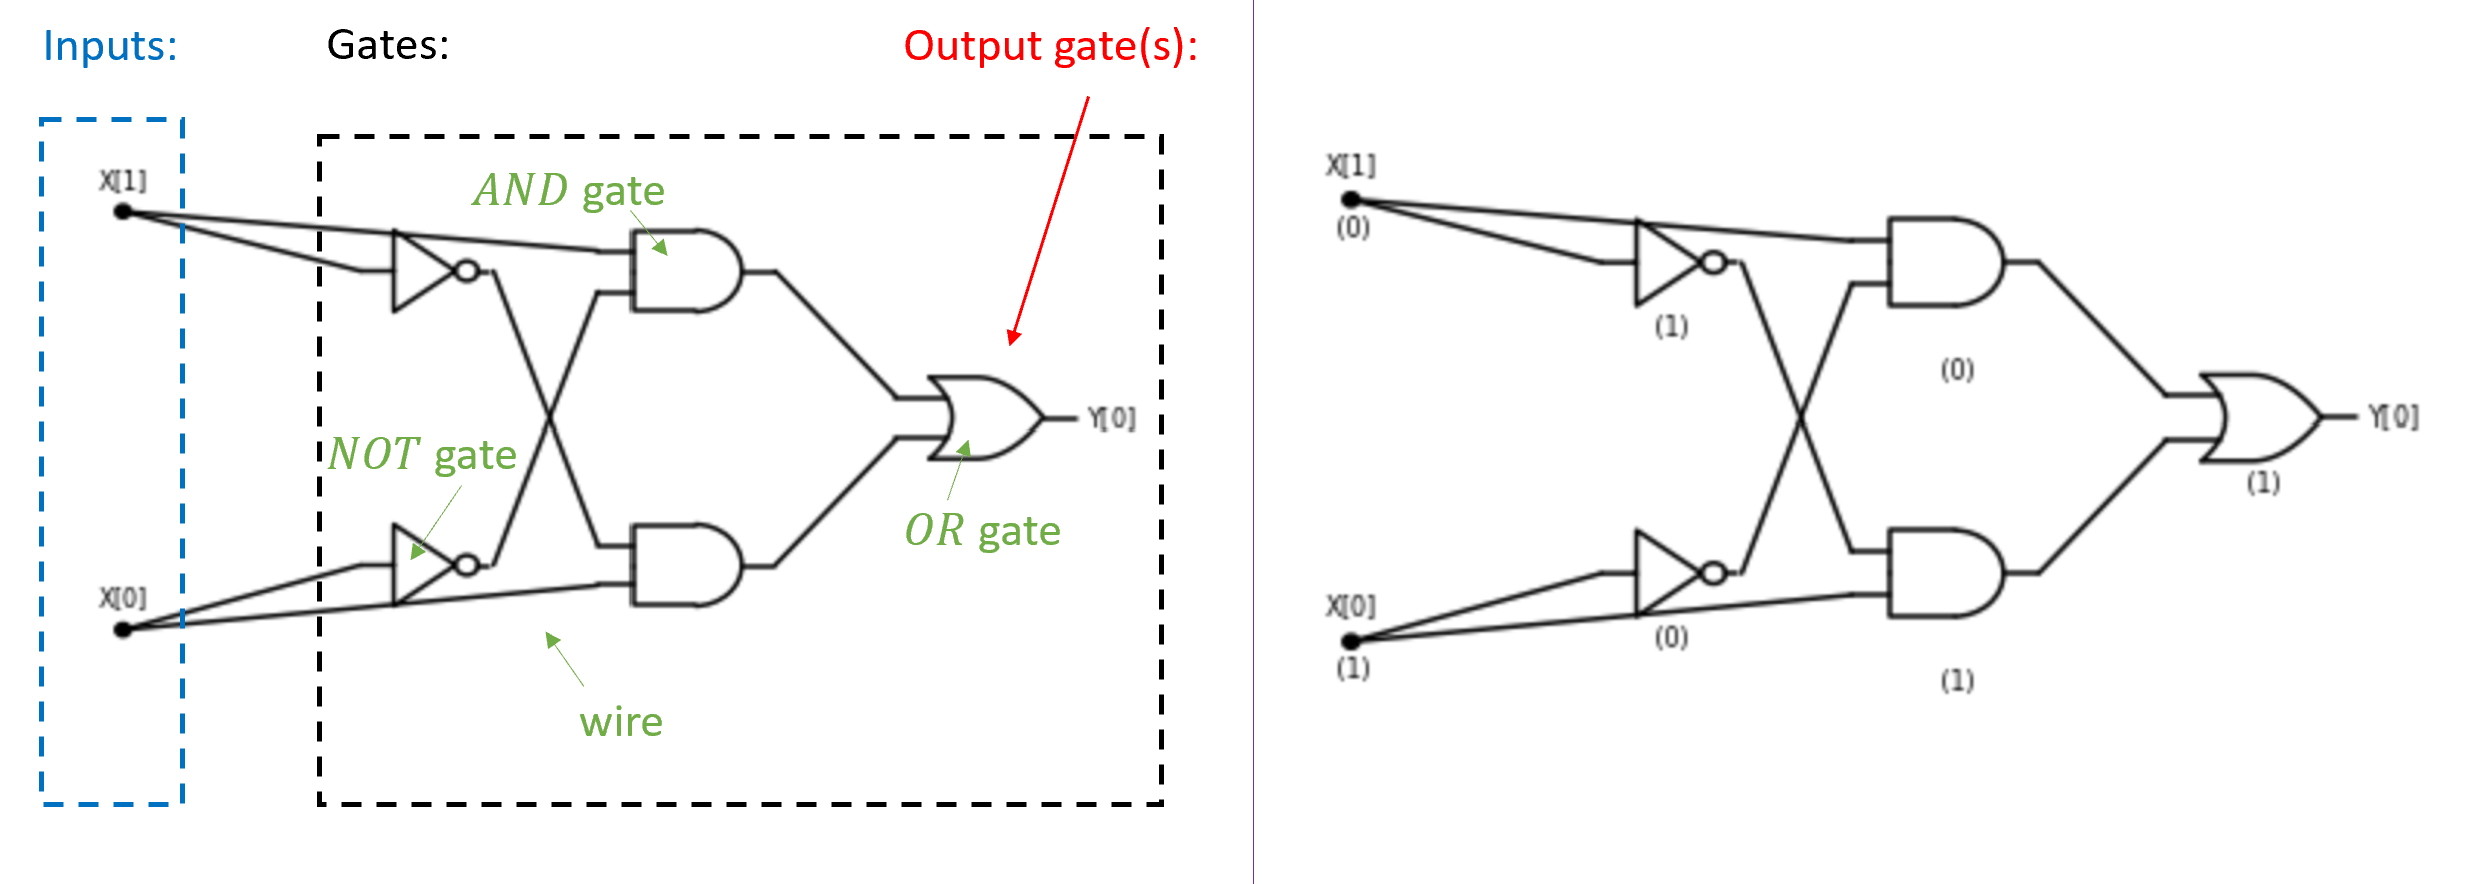 Inputs:
Gates:
Output gate(s):
X[1]
AND gate
NOT gate
Y[0]
OR gate
X[0]
wire
X[1]
(0)
(1)
(0)
Y[0]
(1)
X[0]
(1)
(0)
(1)